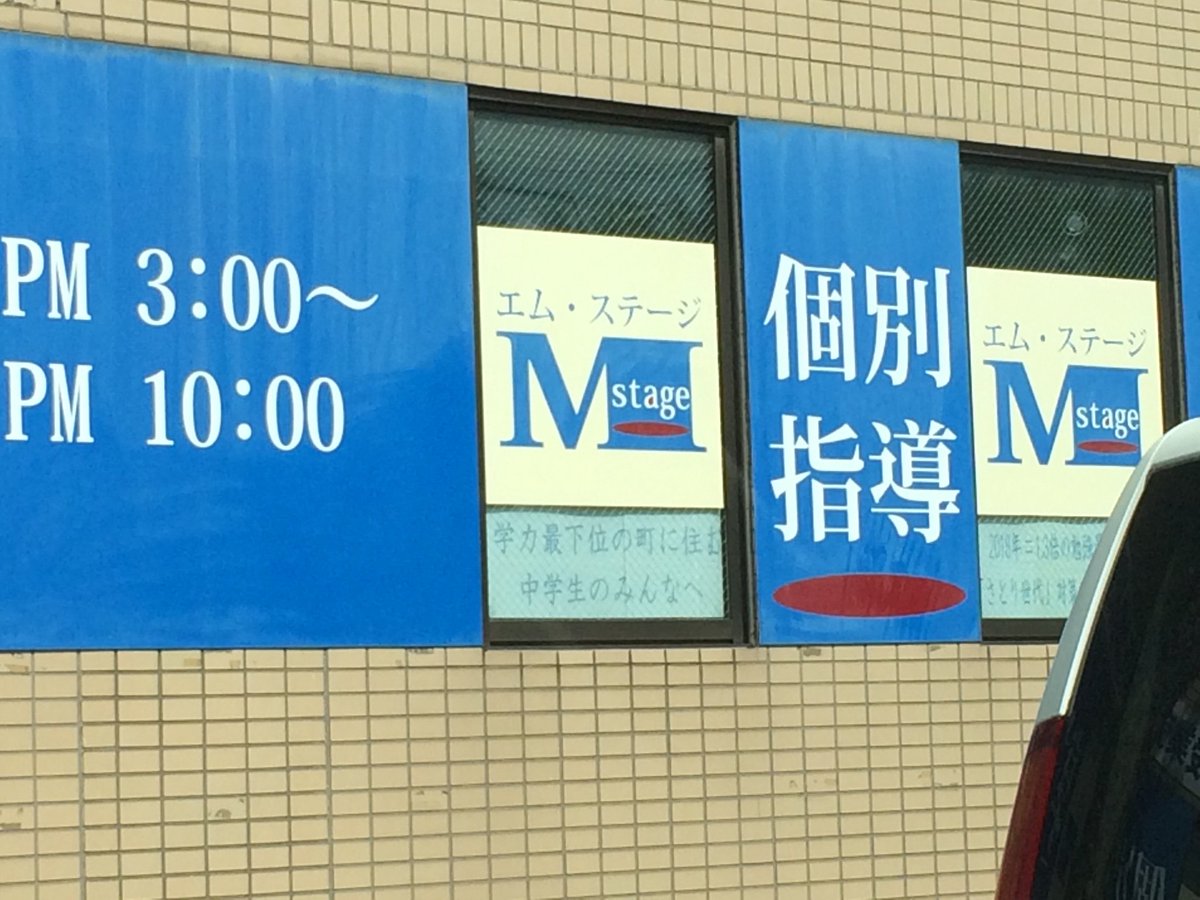 PM 3:00～
PM 10:00
エム・ステージ
M stage
学力最下位の町に住む
中学生のみんなへ
個別
指導
エム・ステージ
M stage
さとり世代」対策